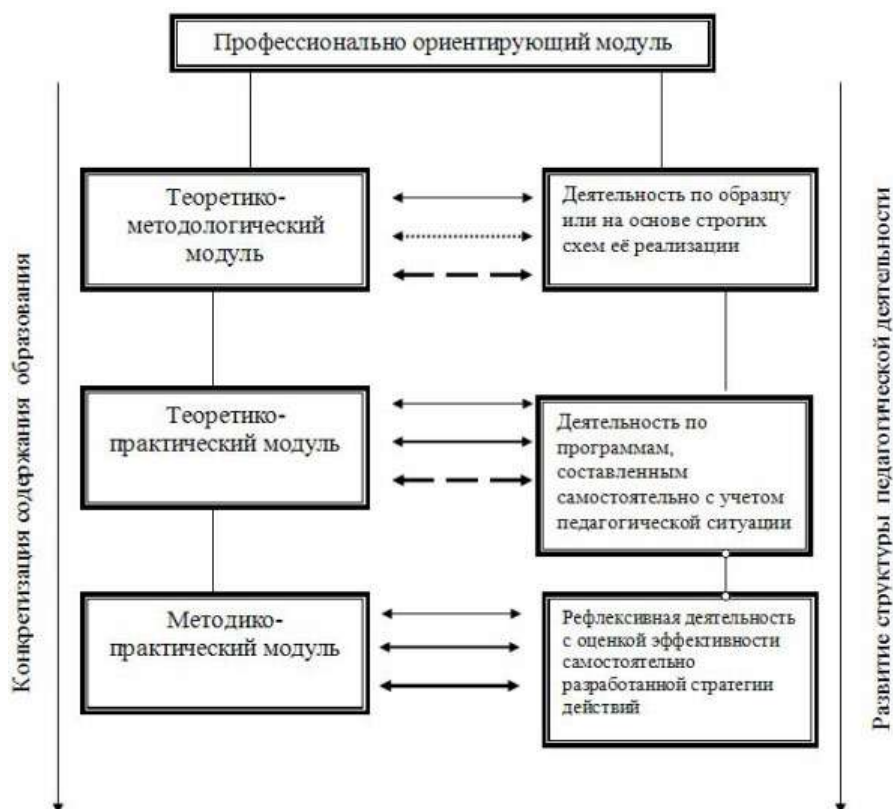 Профессионально ориентирующий модуль
Теоретико-
методологический
модуль
Деятельность по образцу
или на основе строгих
схем её реализации
Теоретико-
практический модуль
Деятельность по
программам,
составленным
самостоятельно с учетом
педагогической ситуации
Методико-
практический модуль
Рефлексивная деятельность
с оценкой эффективности
самостоятельно
разработанной стратегии
действий
Конкретизация содержания образования
Развитие структуры педагогической деятельности